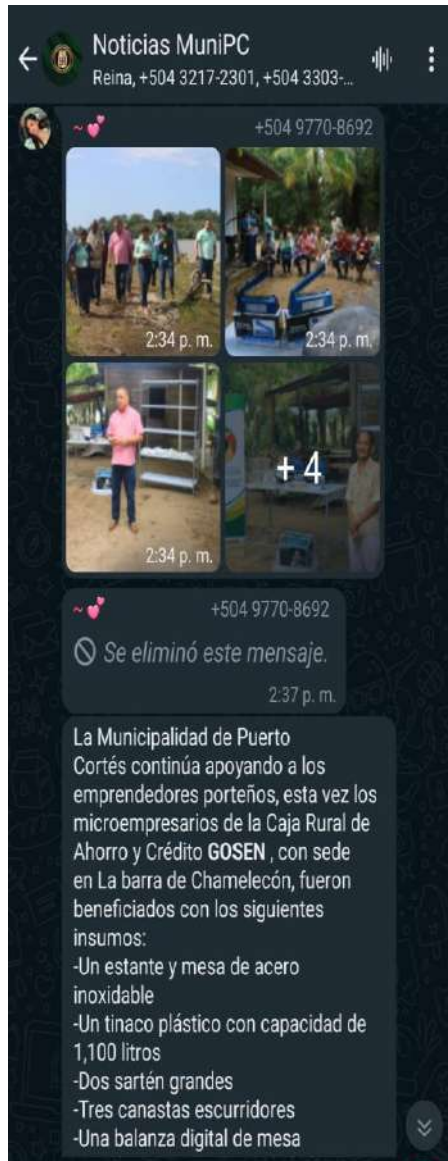 Noticias MuniPC
Reina, +504 3217-2301, +504 3303-...
~💕 +504 9770-8692
2:34 p. m.
2:34 p. m.
2:34 p. m.
+ 4
~💕 +504 9770-8692
Se eliminó este mensaje.
2:37 p. m.
La Municipalidad de Puerto
Cortés continúa apoyando a los
emprendedores porteños, esta vez los
microempresarios de la Caja Rural de
Ahorro y Crédito GOSEN , con sede
en La barra de Chamelecón, fueron
beneficiados con los siguientes
insumos:
-Un estante y mesa de acero
inoxidable
-Un tinaco plástico con capacidad de
1,100 litros
-Dos sartén grandes
-Tres canastas escurridores
-Una balanza digital de mesa